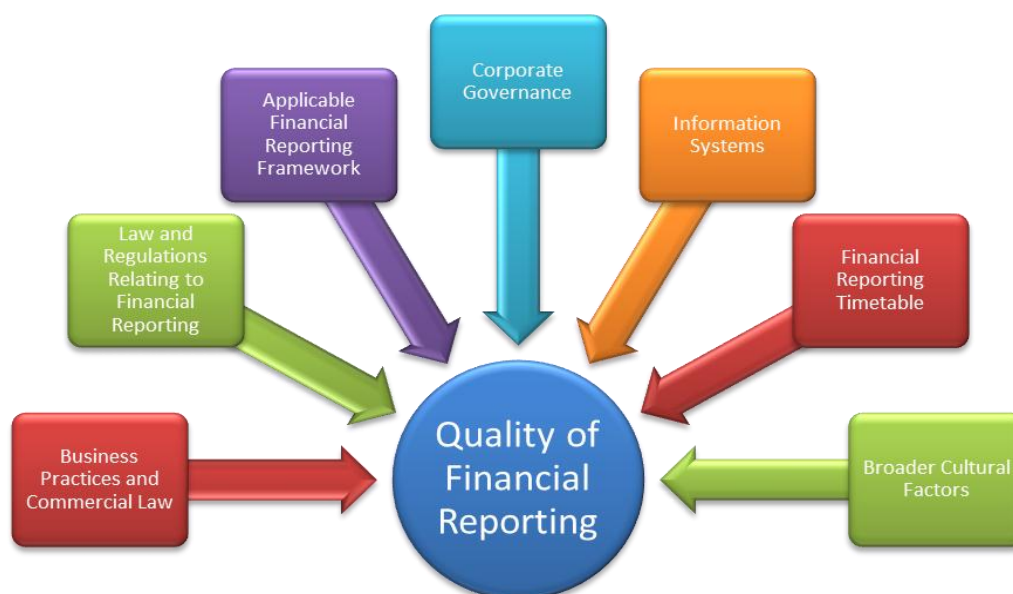 Corporate
Governance
Applicable
Financial
Reporting
Framework
Information
Systems
Law and
Regulations
Relating to
Financial
Reporting
Financial
Reporting
Timetable
Business
Practices and
Commercial Law
Quality of
Financial
Reporting
Broader Cultural
Factors